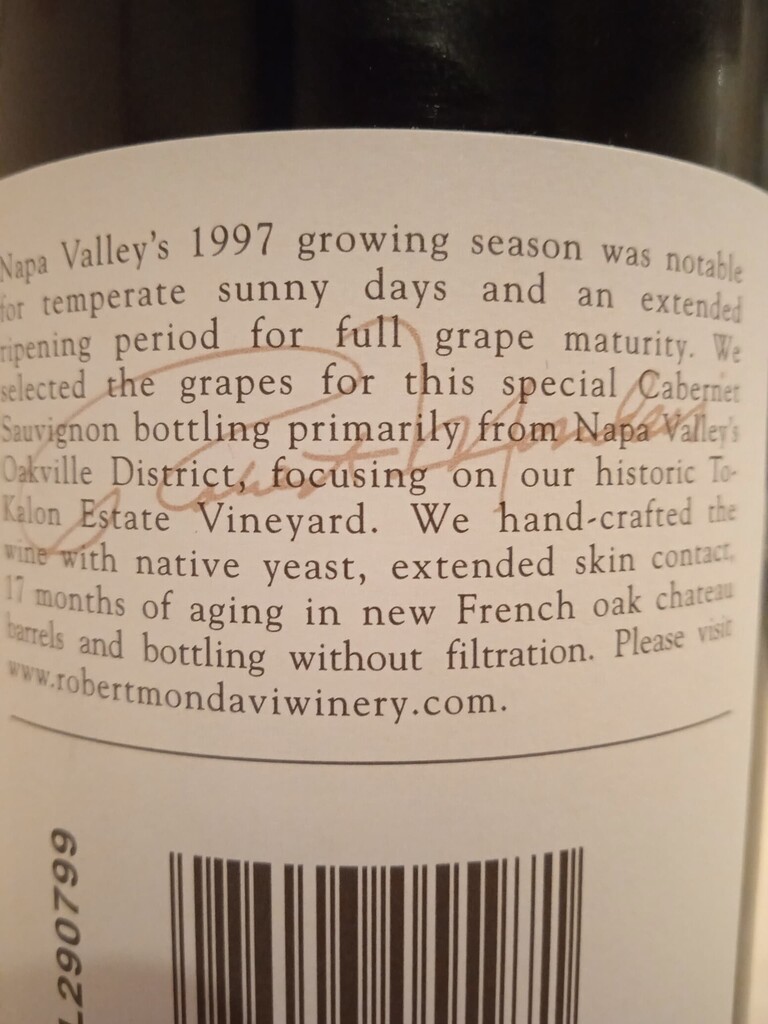 Napa Valley's 1997 growing season was notable
for temperate sunny days and an extended
ripening period for full grape maturity. We
selected the grapes for this special Cabernet
Sauvignon bottling primarily from Napa Valley's
Oakville District, focusing on our historic To-
Kalon Estate Vineyard. We hand-crafted the
wine with native yeast, extended skin contact,
17 months of aging in new French oak chateau
barrels and bottling without filtration. Please visit
www.robertmondaviwinery.com.
Robert Mondavi
L290799